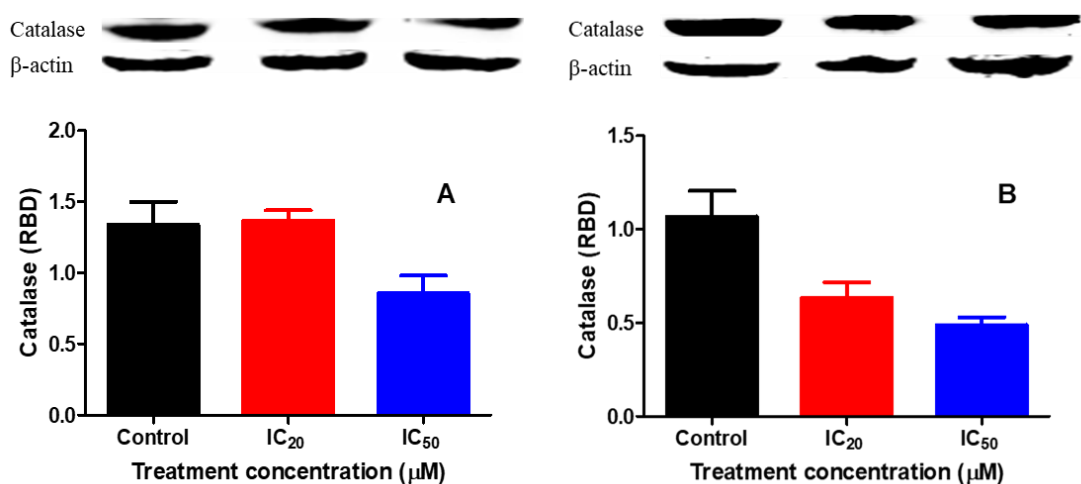 Catalase
β-actin
2.0
1.5
1.0
0.5
0.0
Catalase (RBD)
A
Control IC₂₀ IC₅₀
Treatment concentration (μM)
Catalase
β-actin
1.5
1.0
0.5
0.0
Catalase (RBD)
B
Control IC₂₀ IC₅₀
Treatment concentration (μM)